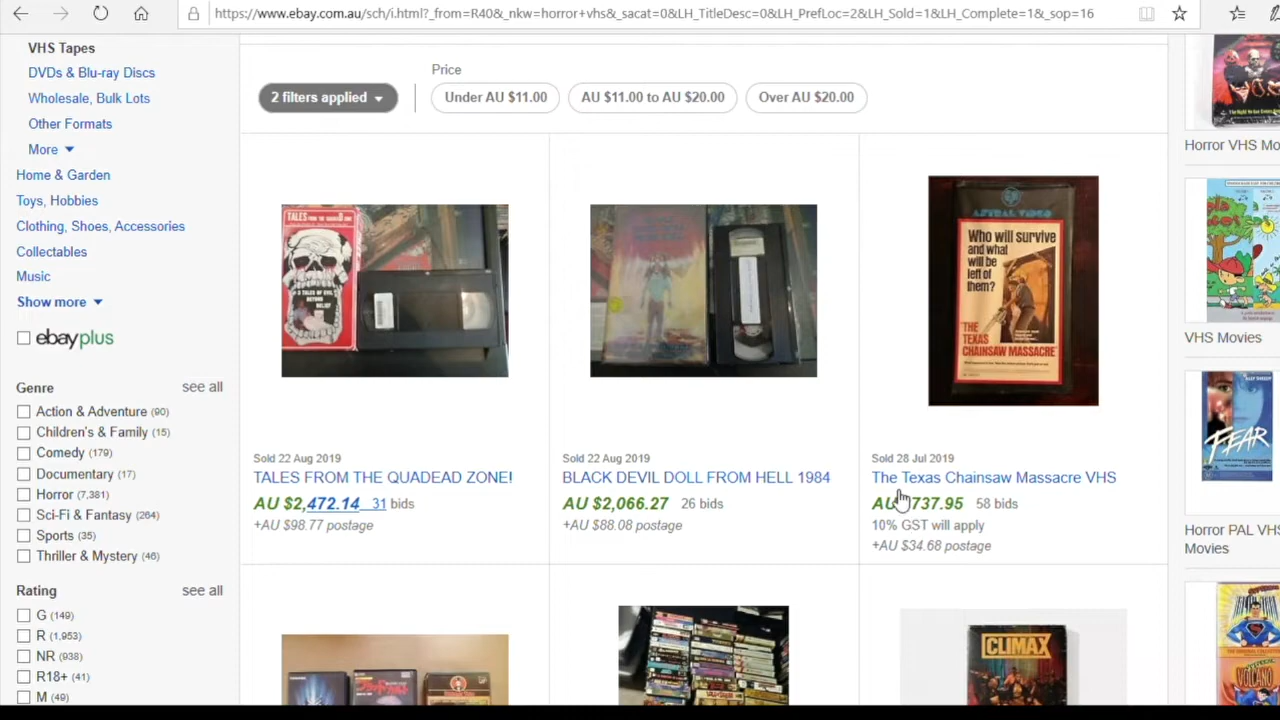 https://www.ebay.com.au/sch/i.html?_from=R40&_nkw=horror+vhs&_sacat=0&LH_TitleDesc=0&LH_PrefLoc=2&LH_Sold=1&LH_Complete=1&_sop=16
VHS Tapes
DVDs & Blu-ray Discs
Wholesale, Bulk Lots
Other Formats
More
Home & Garden
Toys, Hobbies
Clothing, Shoes, Accessories
Collectables
Music
Show more
ebayplus
Genre see all
Action & Adventure (90)
Children's & Family (15)
Comedy (179)
Documentary (17)
Horror (7,381)
Sci-Fi & Fantasy (264)
Sports (35)
Thriller & Mystery (46)
Rating see all
G (149)
R (1,953)
NR (938)
R18+ (41)
M (49)
Price
2 filters applied
Under AU $11.00
AU $11.00 to AU $20.00
Over AU $20.00
TALES
ASTRAL VIDEO
Who will survive
and what
will be
left of
them?
THE
TEXAS
CHAINSAW MASSACRE
Sold 22 Aug 2019
TALES FROM THE QUADEAD ZONE!
AU $2,472.14 31 bids
+AU $98.77 postage
Sold 22 Aug 2019
BLACK DEVIL DOLL FROM HELL 1984
AU $2,066.27 26 bids
+AU $88.08 postage
Sold 28 Jul 2019
The Texas Chainsaw Massacre VHS
AU 737.95 58 bids
10% GST will apply
+AU $34.68 postage
CLIMAX
Horror VHS Mo
VHS Movies
FEAR
Horror PAL VHS
Movies